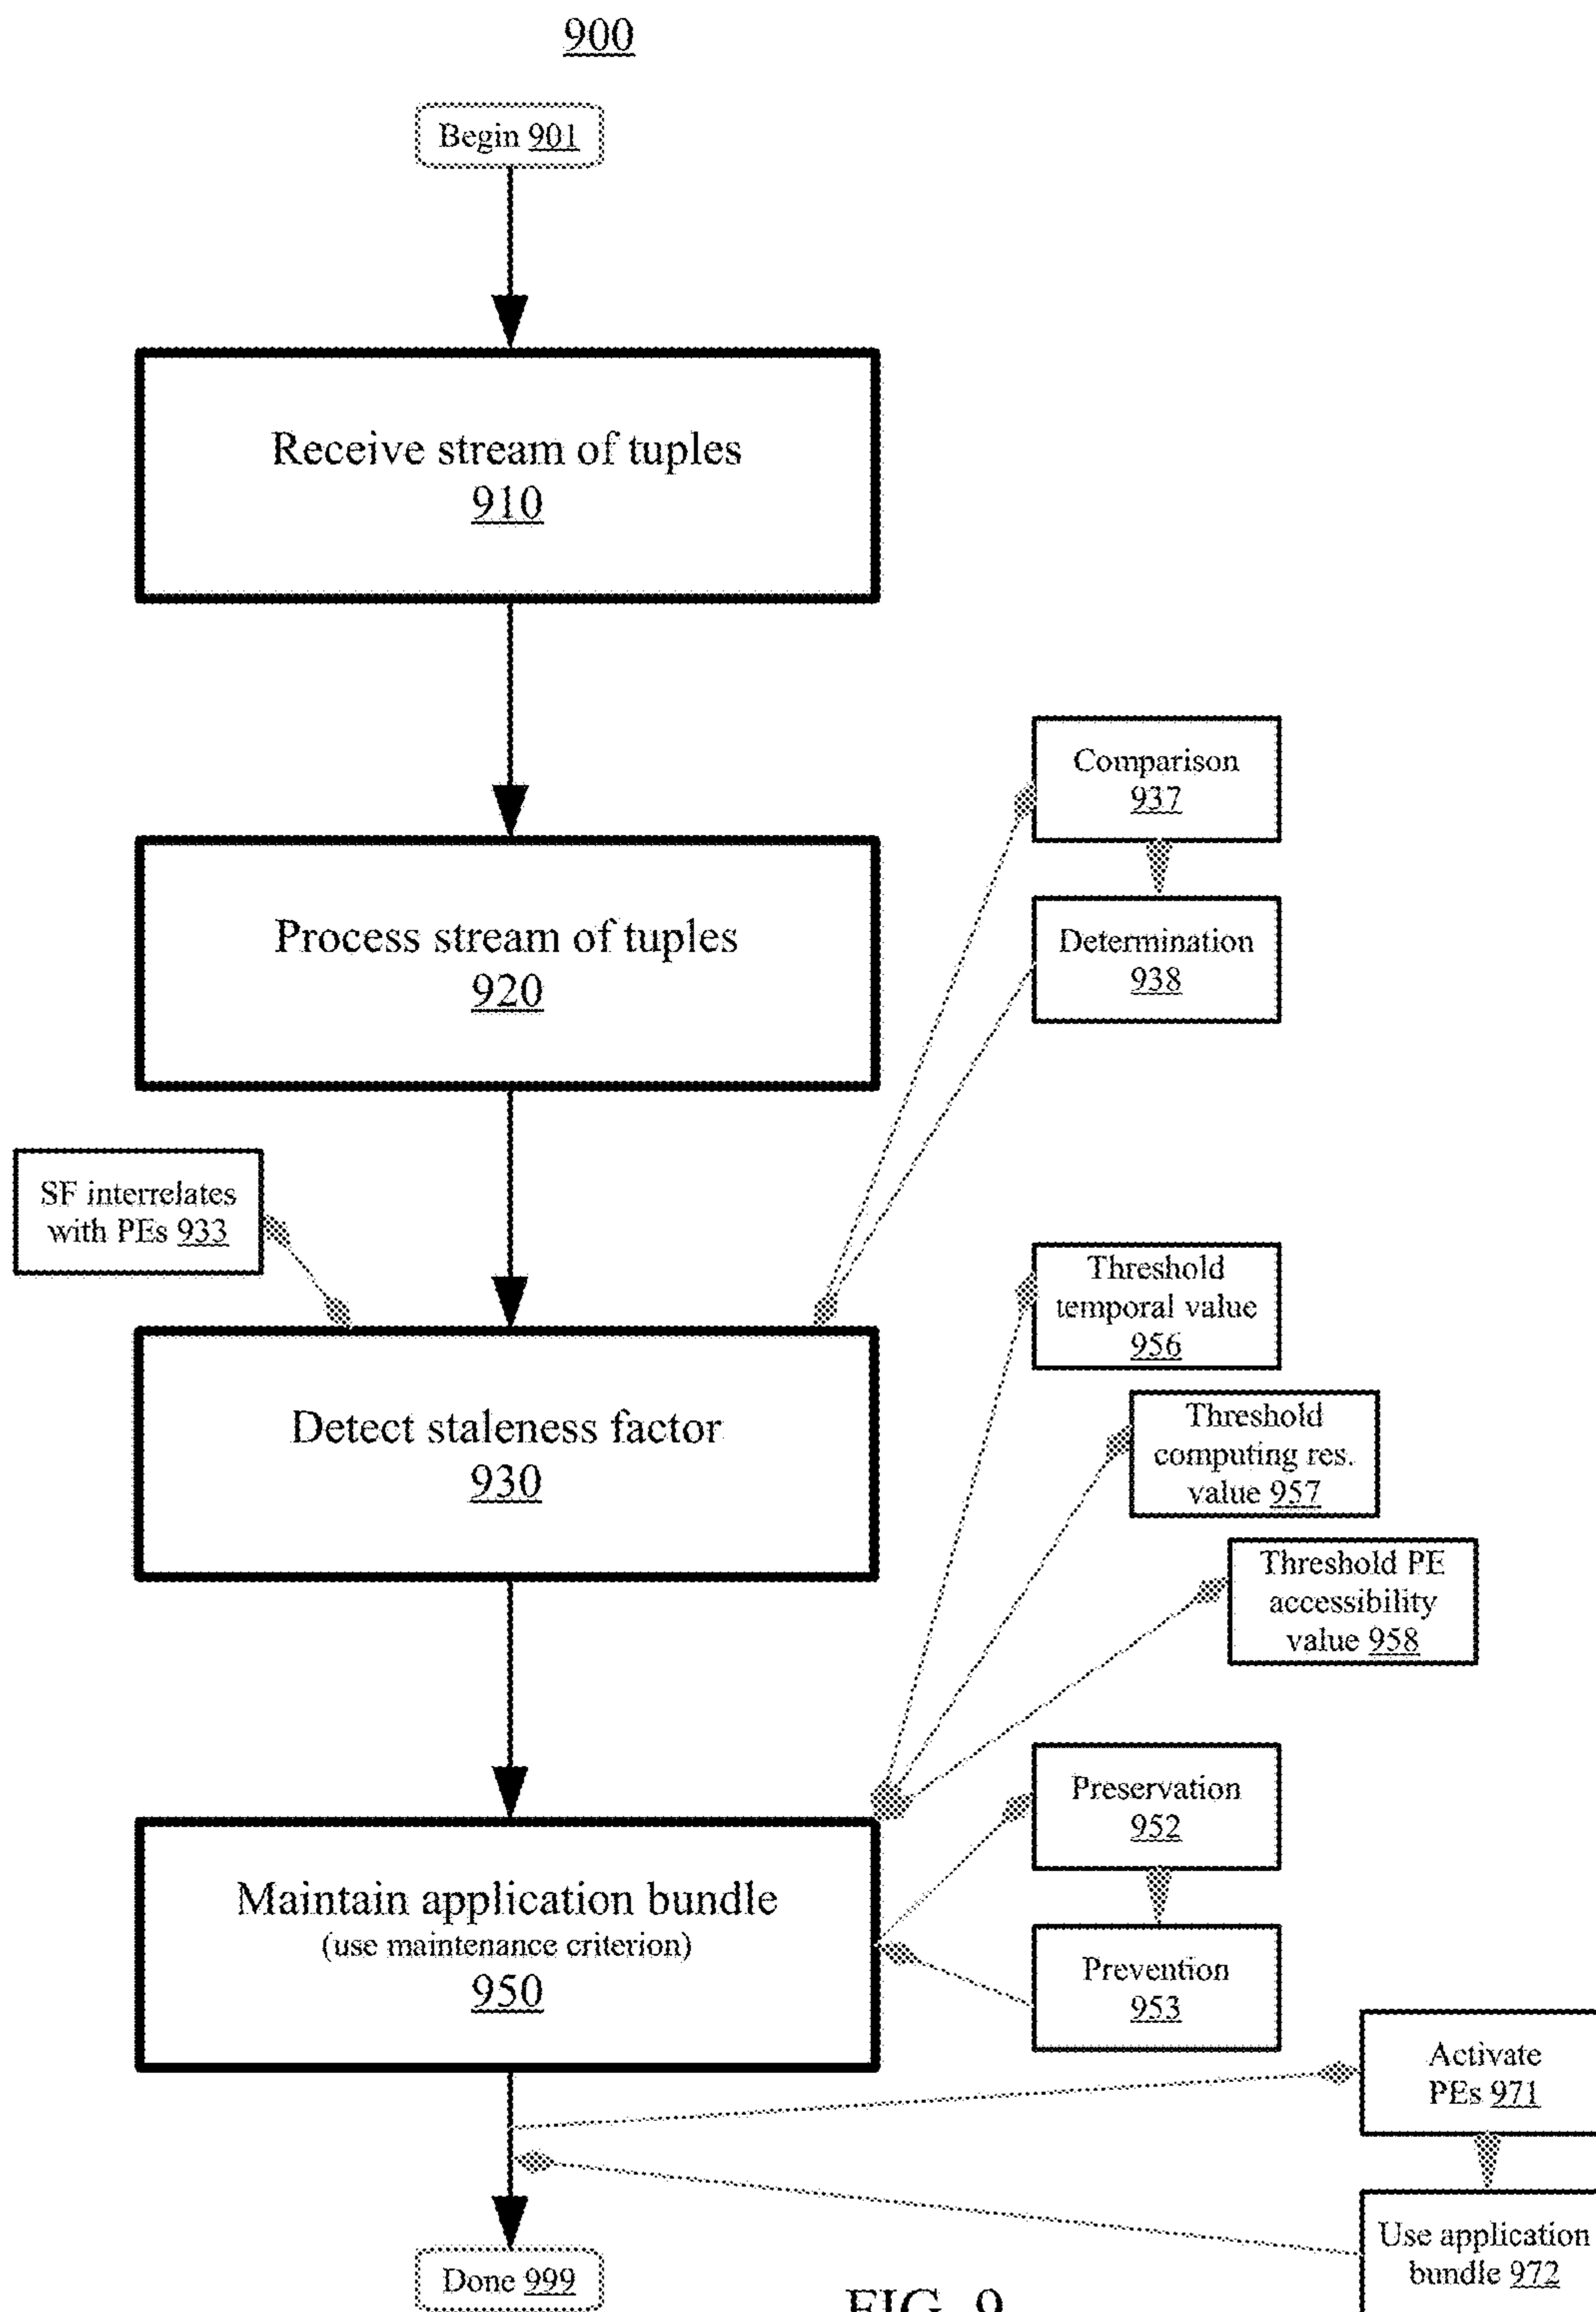 900
Begin 901
Receive stream of tuples
910
Comparison
937
Process stream of tuples
920
Determination
938
SF interrelates
with PEs 933
Threshold
temporal value
956
Detect staleness factor
930
Threshold
computing res.
value 957
Threshold PE
accessibility
value 958
Preservation
952
Maintain application bundle
(use maintenance criterion)
950
Prevention
953
Activate
PEs 971
Use application
bundle 972
Done 999
FIG. 9